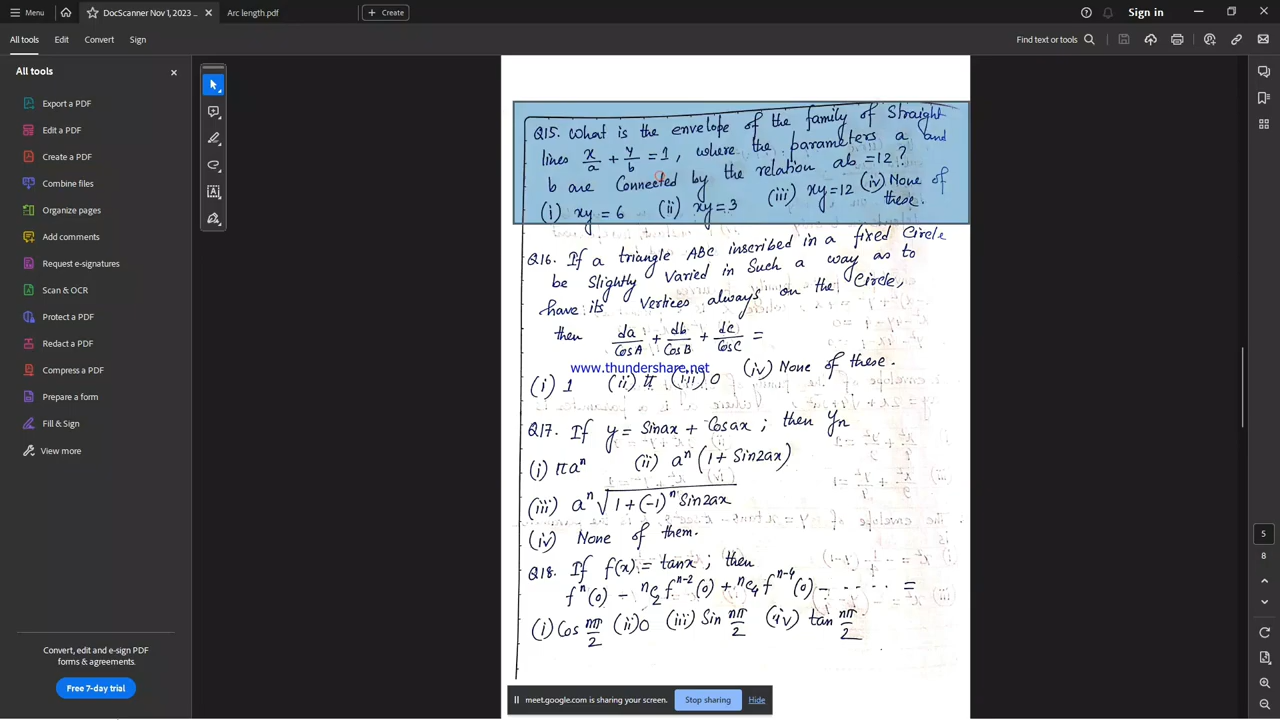 Menu
DocScanner Nov 1, 2023 ...
Arc length.pdf
+ Create
Sign in
All tools
Edit
Convert
Sign
Find text or tools
All tools
Export a PDF
Edit a PDF
Create a PDF
Combine files
Organize pages
Add comments
Request e-signatures
Scan & OCR
Protect a PDF
Redact a PDF
Compress a PDF
Prepare a form
Fill & Sign
View more
Convert, edit and e-sign PDF
forms & agreements.
Free 7-day trial
Q15. What is the envelope of the family of Straight
lines x/a + y/b = 1, where the parameters a and
b are Connected by the relation ab = 12 ?
(i) xy = 6 (ii) xy = 3 (iii) xy = 12 (iv) None of these.
Q16. If a triangle ABC inscribed in a fixed Circle
be Slightly Varied in Such a way as to
have its Vertices always on the Circle,
then da/CosA + db/CosB + dc/CosC =
www.thundershare.net
(i) 1 (ii) π (iii) 0 (iv) None of these.
Q17. If y = Sinax + Cosax ; then yn
(i) πa^n (ii) a^n (1 + Sin2ax)
(iii) a^n √(1 + (-1)^n Sin2ax)
(iv) None of them.
Q18. If f(x) = tanx ; then
f^n(0) - nc2 f^n-2(0) + nc4 f^n-4(0) - ..... =
(i) Cos nπ/2 (ii) 0 (iii) Sin nπ/2 (iv) tan nπ/2
5
8
meet.google.com is sharing your screen.
Stop sharing
Hide